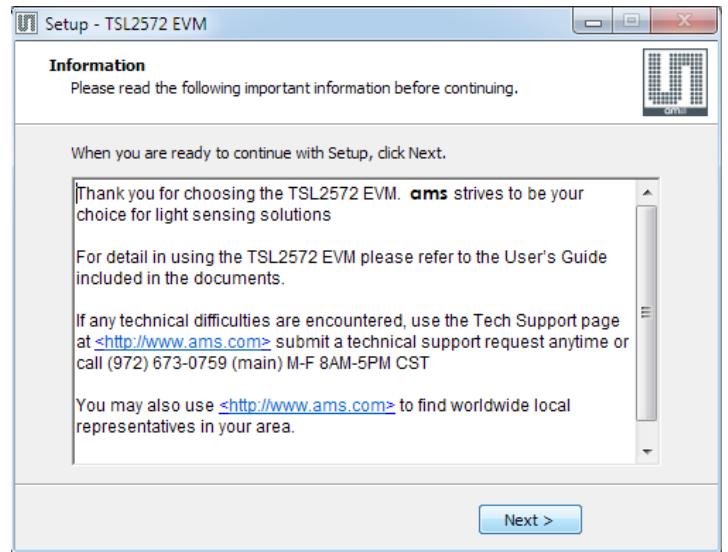 Setup - TSL2572 EVM
Information
Please read the following important information before continuing.
ams
When you are ready to continue with Setup, click Next.
Thank you for choosing the TSL2572 EVM.  ams strives to be your
choice for light sensing solutions
For detail in using the TSL2572 EVM please refer to the User's Guide
included in the documents.
If any technical difficulties are encountered, use the Tech Support page
at <http://www.ams.com> submit a technical support request anytime or
call (972) 673-0759 (main) M-F 8AM-5PM CST
You may also use <http://www.ams.com> to find worldwide local
representatives in your area.
Next >